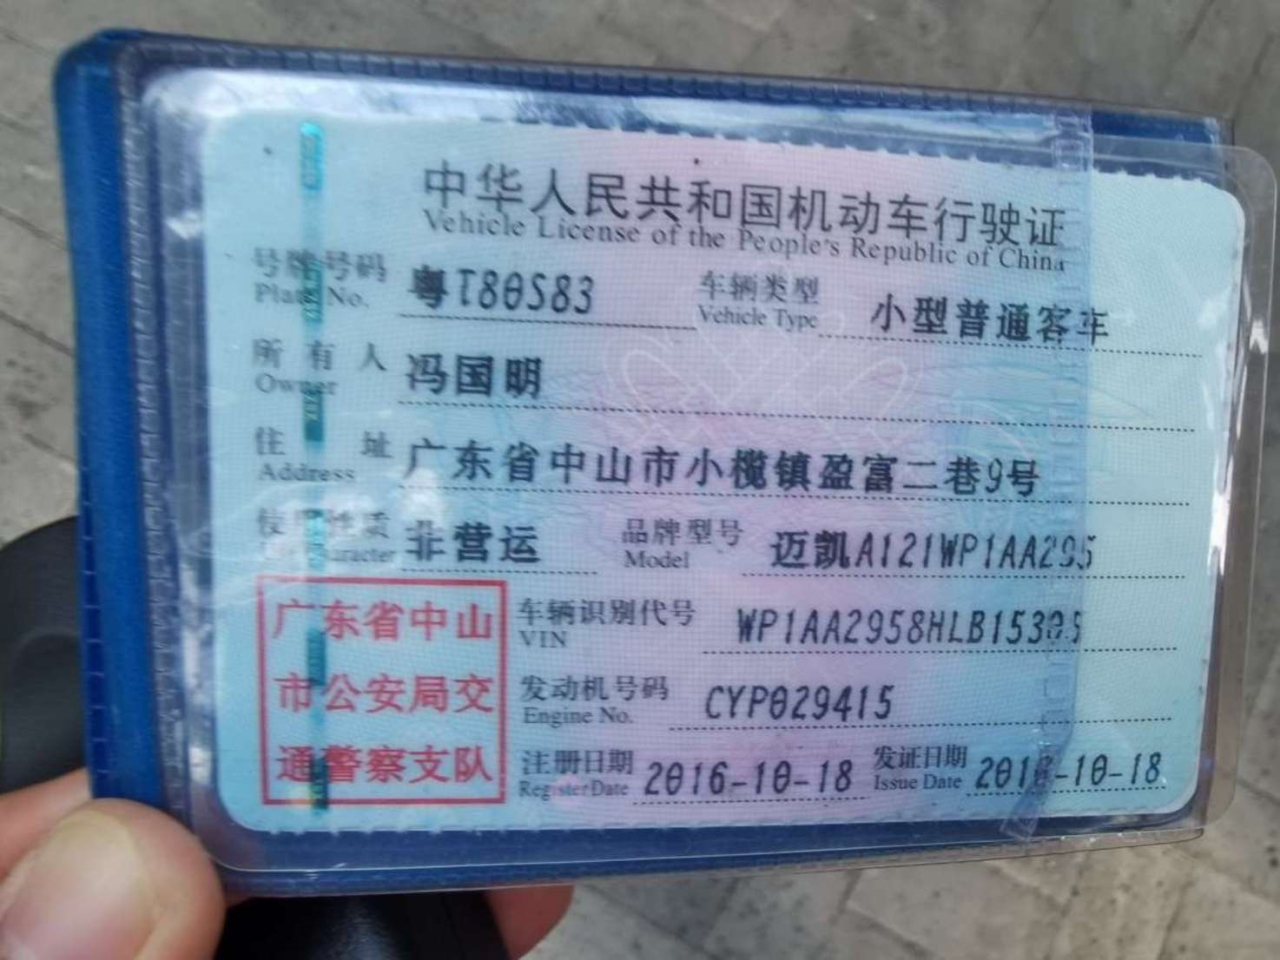 中华人民共和国机动车行驶证
Vehicle License of the People's Republic of China
号牌号码 粤T80S83 车辆类型 小型普通客车
Plate No. Vehicle Type
所有人 冯国明
Owner
住址 广东省中山市小榄镇盈富二巷9号
Address
使用性质 非营运 品牌型号 迈凯A121WP1AA295
Character Model
广东省中山 车辆识别代号
VIN
市公安局交 发动机号码 CYP029415
Engine No.
通警察支队 注册日期 2016-10-18 发证日期
Register Date Issue Date